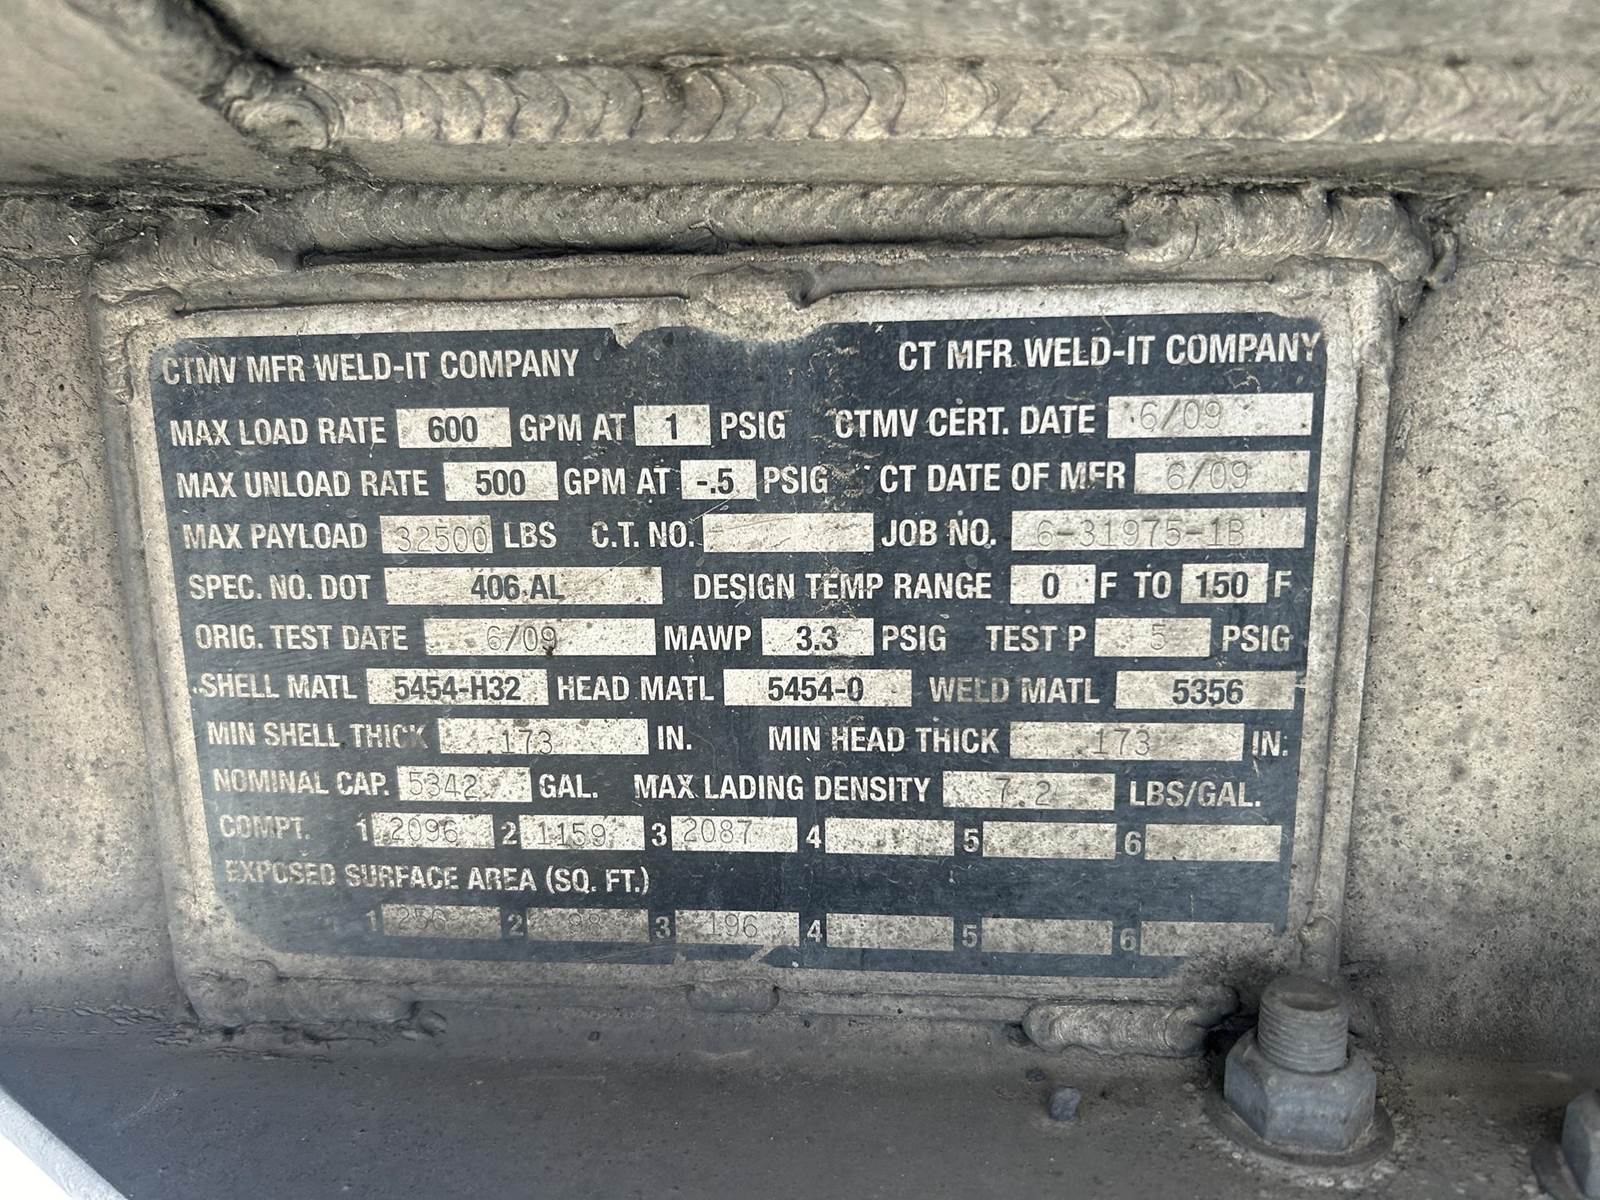 CTMV MFR WELD-IT COMPANY CT MFR WELD-IT COMPANY
MAX LOAD RATE 600 GPM AT 1 PSIG CTMV CERT. DATE 6/09
MAX UNLOAD RATE 500 GPM AT -.5 PSIG CT DATE OF MFR 6/09
MAX PAYLOAD 32500 LBS C.T. NO. JOB NO. 6-31975-1B
SPEC. NO. DOT 406 AL DESIGN TEMP RANGE 0 F TO 150 F
ORIG. TEST DATE 6/09 MAWP 3.3 PSIG TEST P 5 PSIG
SHELL MATL 5454-H32 HEAD MATL 5454-0 WELD MATL 5356
MIN SHELL THICK .173 IN. MIN HEAD THICK .173 IN.
NOMINAL CAP. 5342 GAL. MAX LADING DENSITY 7.2 LBS/GAL.
COMPT. 1 2096 2 1159 3 2087 4 5 6
EXPOSED SURFACE AREA (SQ. FT.)
1 256 2 98 3 196 4 5 6